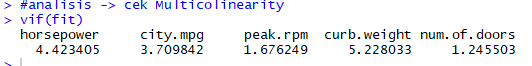 > #analisis -> cek Multicolinearity
> vif(fit)
horsepower city.mpg peak.rpm curb.weight num.of.doors
4.423405 3.709842 1.676249 5.228033 1.245503
>